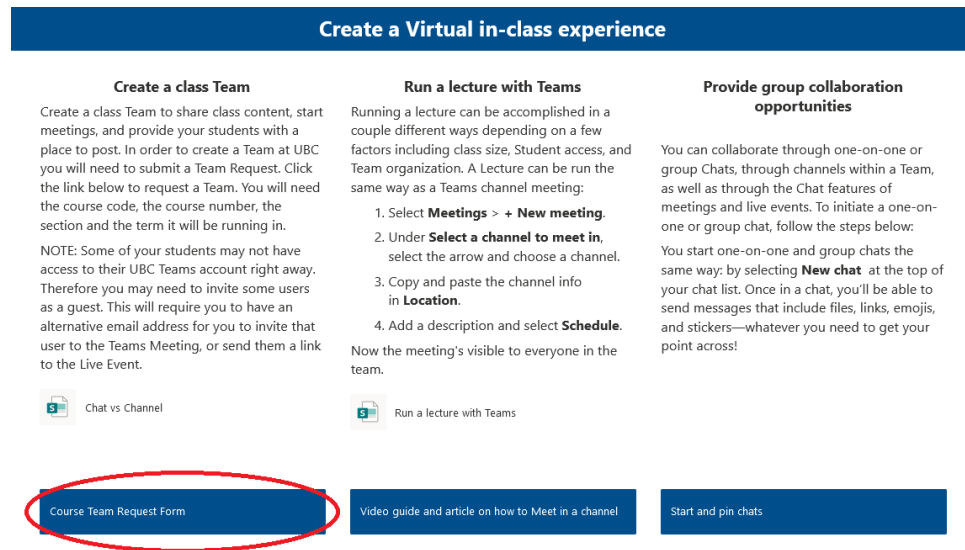 Create a Virtual in-class experience
Create a class Team
Create a class Team to share class content, start
meetings, and provide your students with a
place to post. In order to create a Team at UBC
you will need to submit a Team Request. Click
the link below to request a Team. You will need
the course code, the course number, the
section and the term it will be running in.
NOTE: Some of your students may not have
access to their UBC Teams account right away.
Therefore you may need to invite some users
as a guest. This will require you to have an
alternative email address for you to invite that
user to the Teams Meeting, or send them a link
to the Live Event.
Chat vs Channel
Course Team Request Form
Run a lecture with Teams
Running a lecture can be accomplished in a
couple different ways depending on a few
factors including class size, Student access, and
Team organization. A Lecture can be run the
same way as a Teams channel meeting:
1. Select Meetings > + New meeting.
2. Under Select a channel to meet in,
select the arrow and choose a channel.
3. Copy and paste the channel info
in Location.
4. Add a description and select Schedule.
Now the meeting's visible to everyone in the
team.
Run a lecture with Teams
Video guide and article on how to Meet in a channel
Provide group collaboration
opportunities
You can collaborate through one-on-one or
group Chats, through channels within a Team,
as well as through the Chat features of
meetings and live events. To initiate a one-on-
one or group chat, follow the steps below:
You start one-on-one and group chats the
same way: by selecting New chat at the top of
your chat list. Once in a chat, you'll be able to
send messages that include files, links, emojis,
and stickers—whatever you need to get your
point across!
Start and pin chats